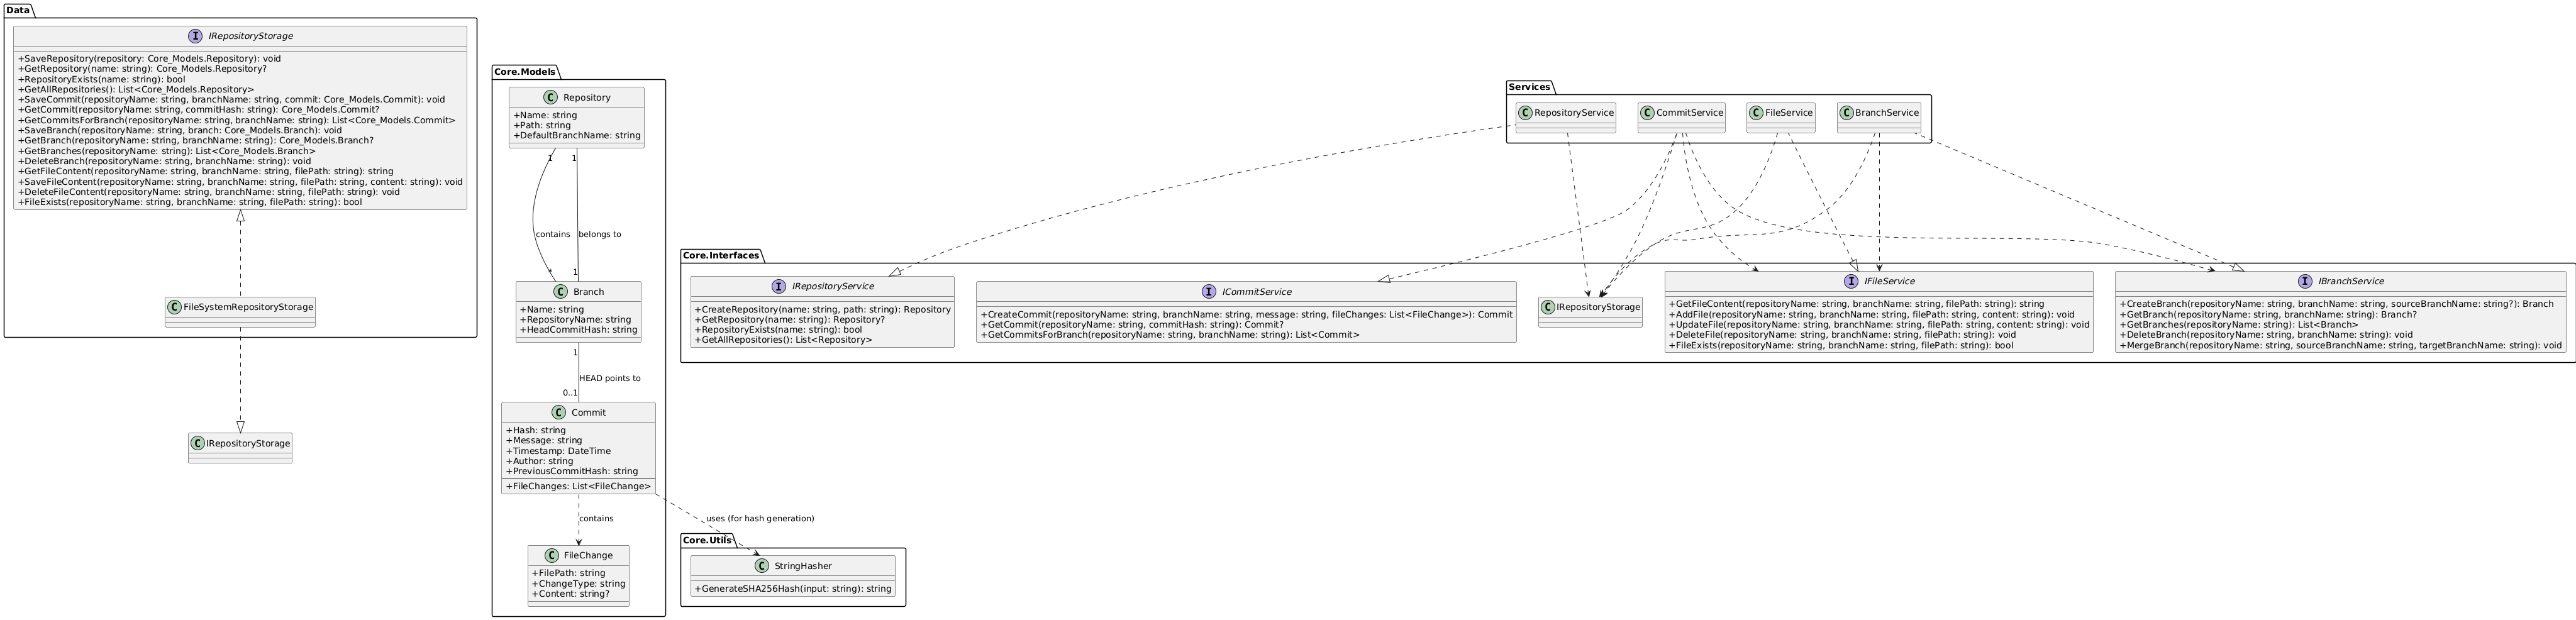 Data
IRepositoryStorage
+SaveRepository(repository: Core_Models.Repository): void
+GetRepository(name: string): Core_Models.Repository?
+RepositoryExists(name: string): bool
+GetAllRepositories(): List<Core_Models.Repository>
+SaveCommit(repositoryName: string, branchName: string, commit: Core_Models.Commit): void
+GetCommit(repositoryName: string, commitHash: string): Core_Models.Commit?
+GetCommitsForBranch(repositoryName: string, branchName: string): List<Core_Models.Commit>
+SaveBranch(repositoryName: string, branch: Core_Models.Branch): void
+GetBranch(repositoryName: string, branchName: string): Core_Models.Branch?
+GetBranches(repositoryName: string): List<Core_Models.Branch>
+DeleteBranch(repositoryName: string, branchName: string): void
+GetFileContent(repositoryName: string, branchName: string, filePath: string): string
+SaveFileContent(repositoryName: string, branchName: string, filePath: string, content: string): void
+DeleteFileContent(repositoryName: string, branchName: string, filePath: string): void
+FileExists(repositoryName: string, branchName: string, filePath: string): bool
FileSystemRepositoryStorage
IRepositoryStorage
Core.Models
Repository
+Name: string
+Path: string
+DefaultBranchName: string
1
1
contains
belongs to
*
1
Branch
+Name: string
+RepositoryName: string
+HeadCommitHash: string
1
HEAD points to
0..1
Commit
+Hash: string
+Message: string
+Timestamp: DateTime
+Author: string
+PreviousCommitHash: string
+FileChanges: List<FileChange>
contains
uses (for hash generation)
FileChange
+FilePath: string
+ChangeType: string
+Content: string?
Core.Utils
StringHasher
+GenerateSHA256Hash(input: string): string
Services
RepositoryService
CommitService
FileService
BranchService
Core.Interfaces
IRepositoryService
+CreateRepository(name: string, path: string): Repository
+GetRepository(name: string): Repository?
+RepositoryExists(name: string): bool
+GetAllRepositories(): List<Repository>
ICommitService
+CreateCommit(repositoryName: string, branchName: string, message: string, fileChanges: List<FileChange>): Commit
+GetCommit(repositoryName: string, commitHash: string): Commit?
+GetCommitsForBranch(repositoryName: string, branchName: string): List<Commit>
IRepositoryStorage
IFileService
+GetFileContent(repositoryName: string, branchName: string, filePath: string): string
+AddFile(repositoryName: string, branchName: string, filePath: string, content: string): void
+UpdateFile(repositoryName: string, branchName: string, filePath: string, content: string): void
+DeleteFile(repositoryName: string, branchName: string, filePath: string): void
+FileExists(repositoryName: string, branchName: string, filePath: string): bool
IBranchService
+CreateBranch(repositoryName: string, branchName: string, sourceBranchName: string?): Branch
+GetBranch(repositoryName: string, branchName: string): Branch?
+GetBranches(repositoryName: string): List<Branch>
+DeleteBranch(repositoryName: string, branchName: string): void
+MergeBranch(repositoryName: string, sourceBranchName: string, targetBranchName: string): void